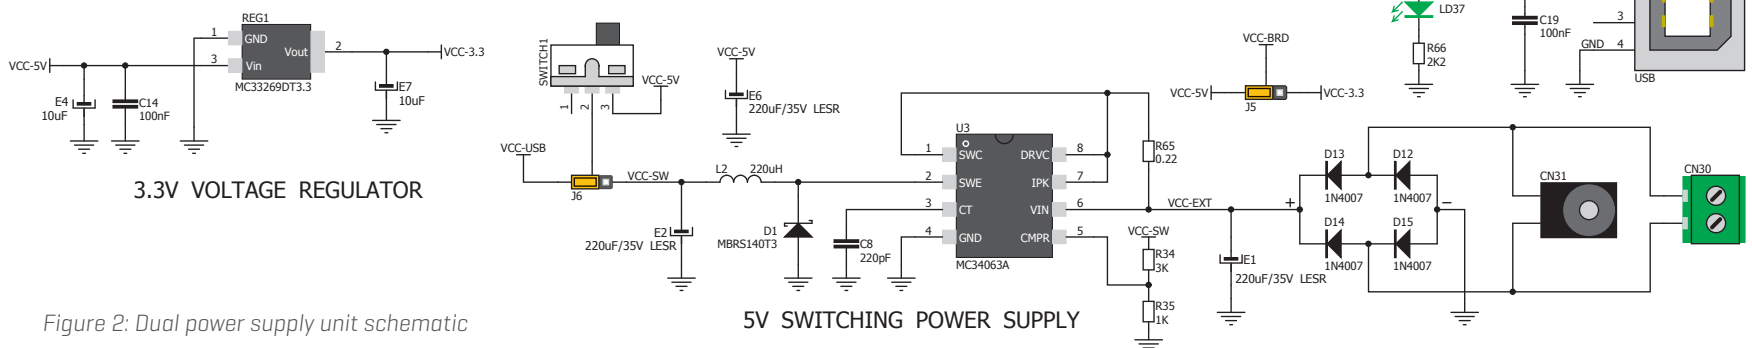 REG1
1
GND
Vout
2
VCC-3.3
VCC-5V
3
Vin
MC33269DT3.3
E4
10uF
C14
100nF
E7
10uF
3.3V VOLTAGE REGULATOR
SWITCH1
1
2
3
VCC-5V
VCC-5V
E6
220uF/35V LESR
VCC-USB
J6
VCC-SW
L2
220uH
E2
220uF/35V LESR
D1
MBRS140T3
C8
220pF
U3
1
SWC
DRVC
8
2
SWE
IPK
7
3
CT
VIN
6
4
GND
CMPR
5
MC34063A
R65
0.22
VCC-EXT
VCC-SW
R34
3K
R35
1K
E1
220uF/35V LESR
VCC-BRD
VCC-5V
VCC-3.3
J5
LD37
R66
2K2
C19
100nF
3
GND
4
USB
D13
1N4007
D12
1N4007
+
−
D14
1N4007
D15
1N4007
CN31
CN30
5V SWITCHING POWER SUPPLY
Figure 2: Dual power supply unit schematic